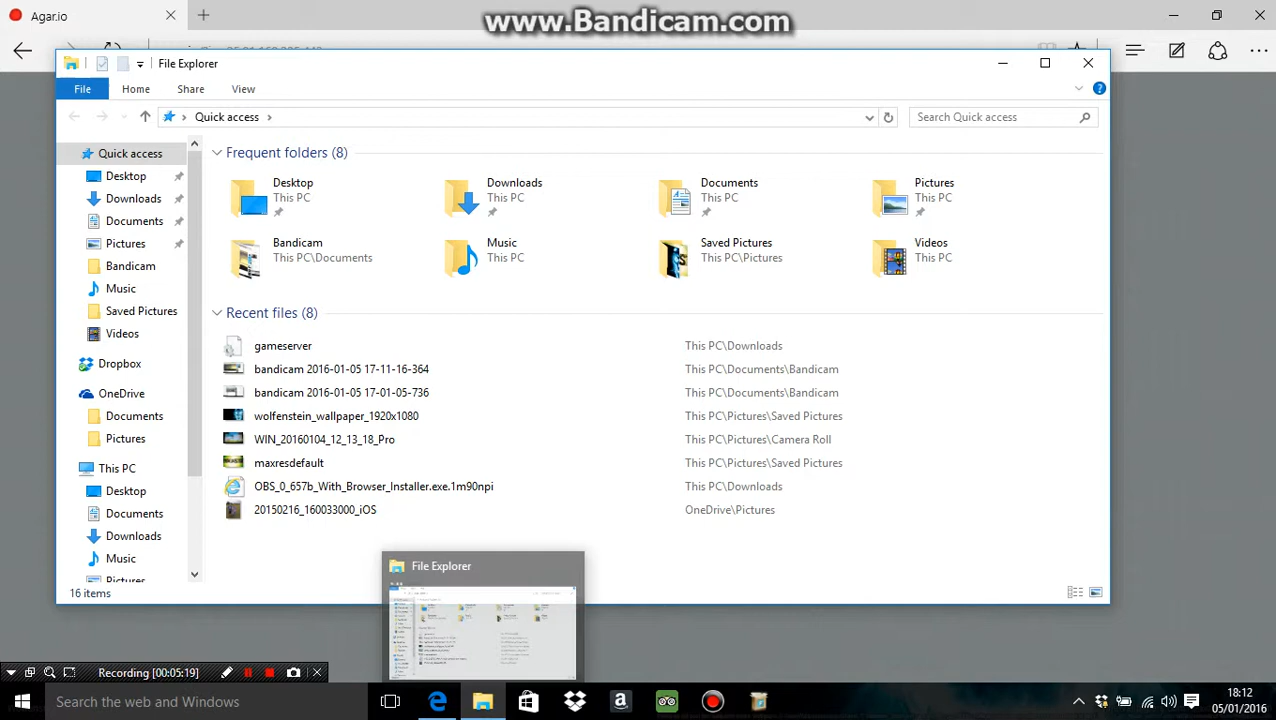 Agar.io
www.Bandicam.com
File Explorer
File Home Share View
Quick access
Search Quick access
Quick access
Desktop
Downloads
Documents
Pictures
Bandicam
Music
Saved Pictures
Videos
Dropbox
OneDrive
Documents
Pictures
This PC
Desktop
Documents
Downloads
Music
Pictures
Frequent folders (8)
Desktop
This PC
Downloads
This PC
Documents
This PC
Pictures
This PC
Bandicam
This PC\Documents
Music
This PC
Saved Pictures
This PC\Pictures
Videos
This PC
Recent files (8)
gameserver This PC\Downloads
bandicam 2016-01-05 17-11-16-364 This PC\Documents\Bandicam
bandicam 2016-01-05 17-01-05-736 This PC\Documents\Bandicam
wolfenstein_wallpaper_1920x1080 This PC\Pictures\Saved Pictures
WIN_20160104_12_13_18_Pro This PC\Pictures\Camera Roll
maxresdefault This PC\Pictures\Saved Pictures
OBS_0_657b_With_Browser_Installer.exe.1m90npi This PC\Downloads
20150216_160033000_iOS OneDrive\Pictures
16 items
File Explorer
Recording [00:05:19]
Search the web and Windows
18:12
05/01/2016